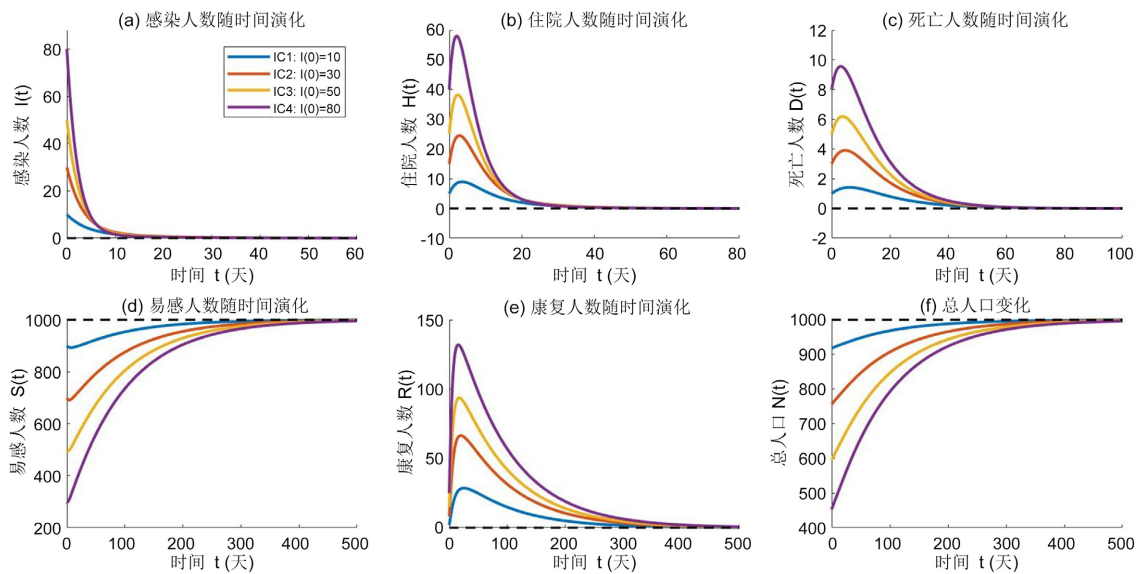 (a) 感染人数随时间演化
80
60
40
20
0
0 10 20 30 40 50 60
感染人数 I(t)
时间 t (天)
IC1: I(0)=10
IC2: I(0)=30
IC3: I(0)=50
IC4: I(0)=80
(b) 住院人数随时间演化
60
50
40
30
20
10
0
-10
0 20 40 60 80
住院人数 H(t)
时间 t (天)
(c) 死亡人数随时间演化
12
10
8
6
4
2
0
-2
0 20 40 60 80 100
死亡人数 D(t)
时间 t (天)
(d) 易感人数随时间演化
1000
800
600
400
200
0 100 200 300 400 500
易感人数 S(t)
时间 t (天)
(e) 康复人数随时间演化
150
100
50
0
0 100 200 300 400 500
康复人数 R(t)
时间 t (天)
(f) 总人口变化
1000
900
800
700
600
500
400
0 100 200 300 400 500
总人口 N(t)
时间 t (天)